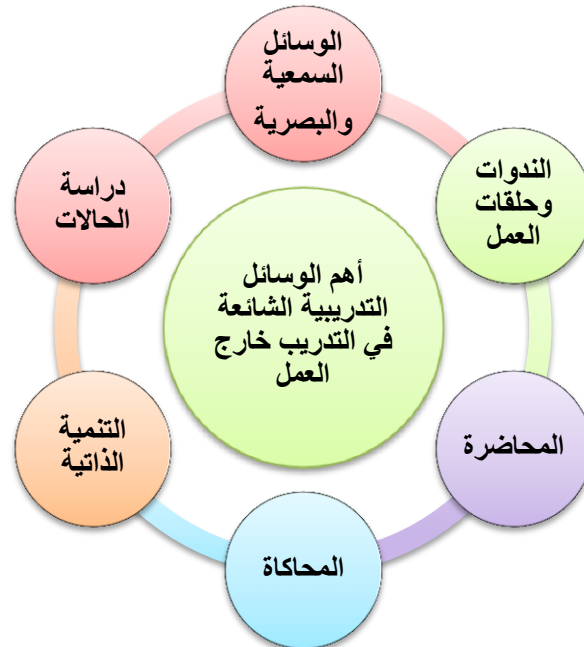 الوسائل
السمعية
والبصرية
الندوات
وحلقات
العمل
المحاضرة
المحاكاة
التنمية
الذاتية
دراسة
الحالات
أهم الوسائل
التدريبية الشائعة
في التدريب خارج
العمل